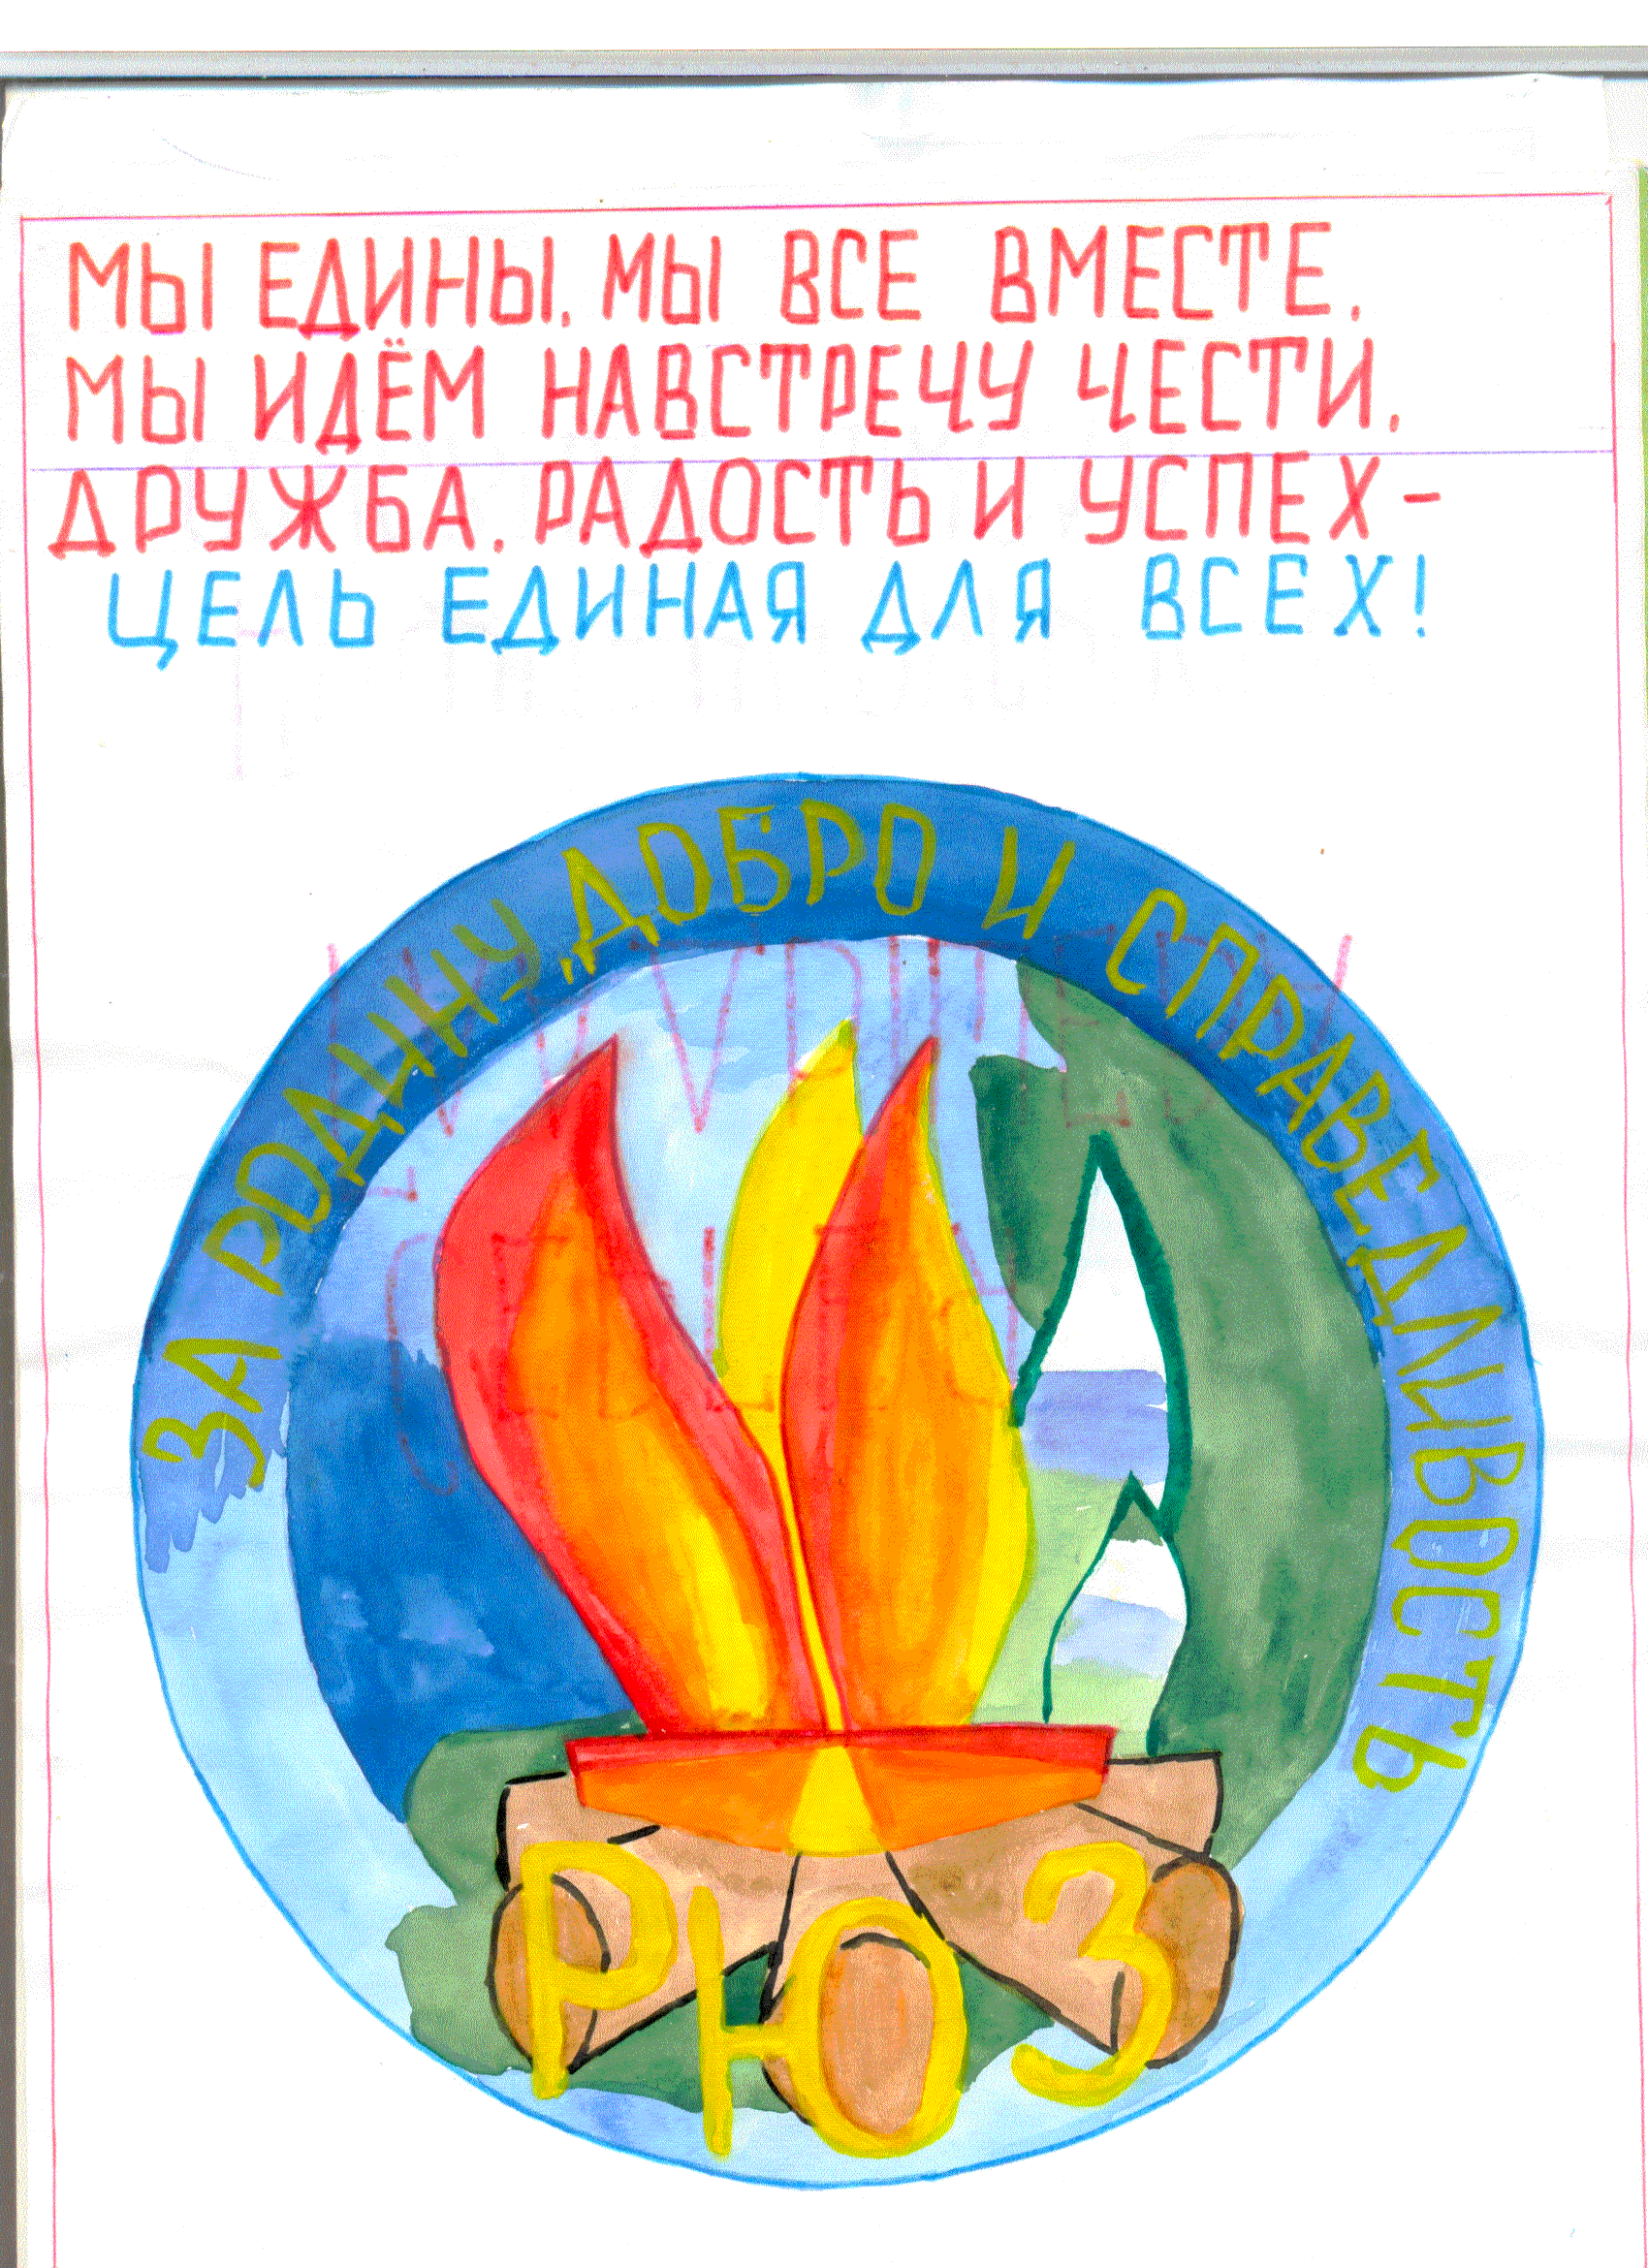 МЫ ЕДИНЫ, МЫ ВСЕ ВМЕСТЕ,
МЫ ИДЁМ НАВСТРЕЧУ ЧЕСТИ,
ДРУЖБА, РАДОСТЬ И УСПЕХ-
ЦЕЛЬ ЕДИНАЯ ДЛЯ ВСЕХ!
ЗА РОДИНУ, ДОБРО И СПРАВЕДЛИВОСТЬ
РЮЗ